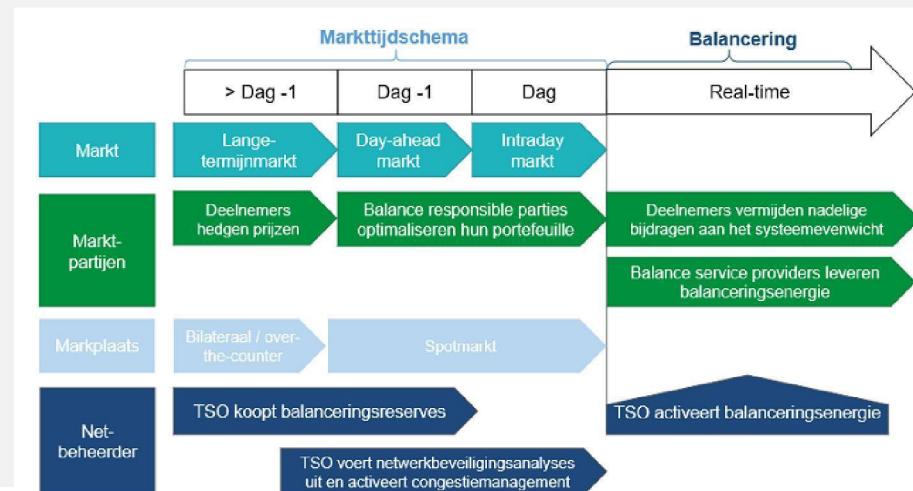 Markttijdschema
Balancering
> Dag -1
Dag -1
Dag
Real-time
Markt
Lange-
termijnmarkt
Day-ahead
markt
Intraday
markt
Markt-
partijen
Deelnemers
hedgen prijzen
Balance responsible parties
optimaliseren hun portefeuille
Deelnemers vermijden nadelige
bijdragen aan het systeemevenwicht
Balance service providers leveren
balanceringsenergie
Markplaats
Bilateraal / over-
the-counter
Spotmarkt
Net-
beheerder
TSO koopt balanceringsreserves
TSO activeert balanceringsenergie
TSO voert netwerkbeveiligingsanalyses
uit en activeert congestiemanagement